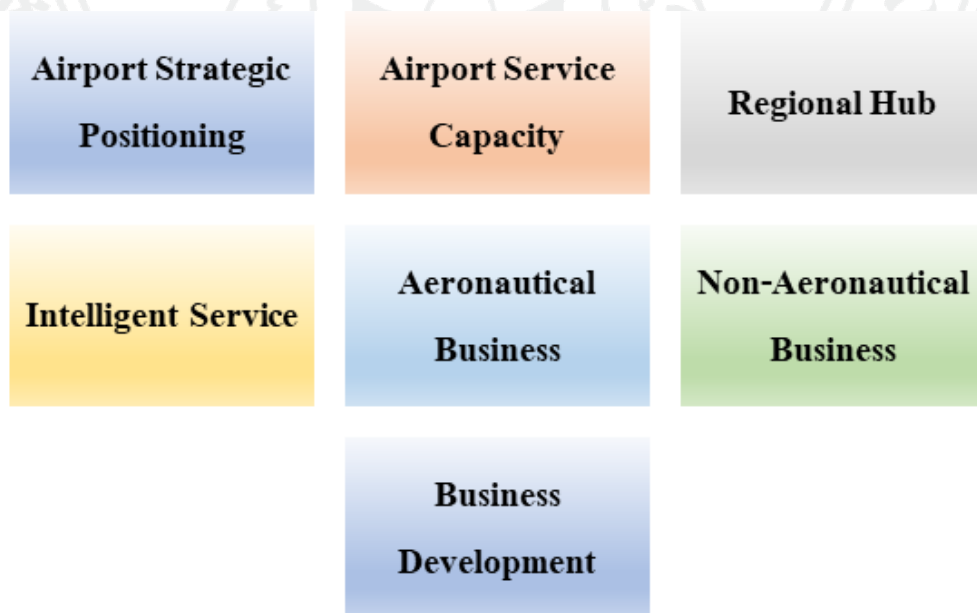 Airport Strategic
Positioning
Airport Service
Capacity
Regional Hub
Intelligent Service
Aeronautical
Business
Non-Aeronautical
Business
Business
Development